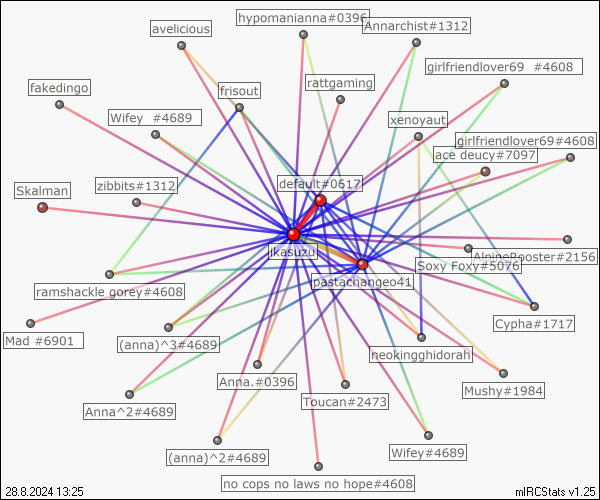 hypomanianna#0396
avelicious
Annarchist#1312
girlfriendlover69 #4608
rattgaming
fakedingo
frisout
Wifey #4689
xenoyaut
girlfriendlover69#4608
ace deucy#7097
default#0617
Skalman
zibbits#1312
ikasuzu
AlpineRooster#2156
Soxy Foxy#5076
pastachangeo41
ramshackle gorey#4608
Cypha#1717
Mad #6901
(anna)^3#4689
neokingghidorah
Anna.#0396
Mushy#1984
Toucan#2473
Anna^2#4689
Wifey#4689
(anna)^2#4689
no cops no laws no hope#4608
28.8.2024 13:25
mIRCStats v1.25